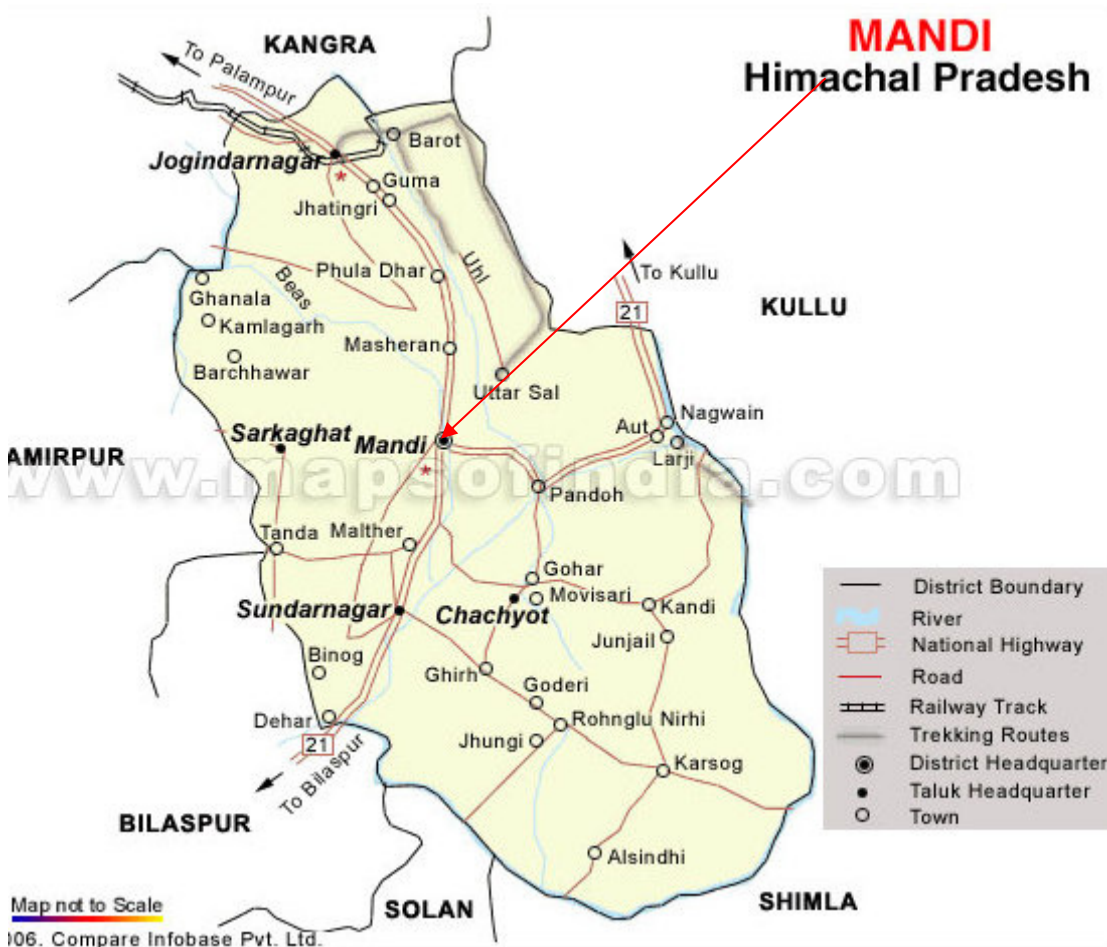 MANDI
Himachal Pradesh
KANGRA
To Palampur
Barot
Jogindarnagar
*
Guma
Jhatingri
Uhl
Phula Dhar
Beas
To Kullu
KULLU
Ghanala
21
Kamlagarh
Masheran
Barchhawar
Uttar Sal
Nagwain
Sarkaghat
Mandi
Aut
AMIRPUR
Larji
*
www.mapsofindia.com
Pandoh
Tanda
Malther
Gohar
Movisari
Sundarnagar
Chachyot
Kandi
Junjail
Binog
Ghirh
Goderi
Dehar
Rohnglu Nirhi
21
Jhungi
To Bilaspur
Karsog
BILASPUR
Alsindhi
SOLAN
SHIMLA
District Boundary
River
National Highway
Road
Railway Track
Trekking Routes
District Headquarter
Taluk Headquarter
Town
Map not to Scale
006. Compare Infobase Pvt. Ltd.